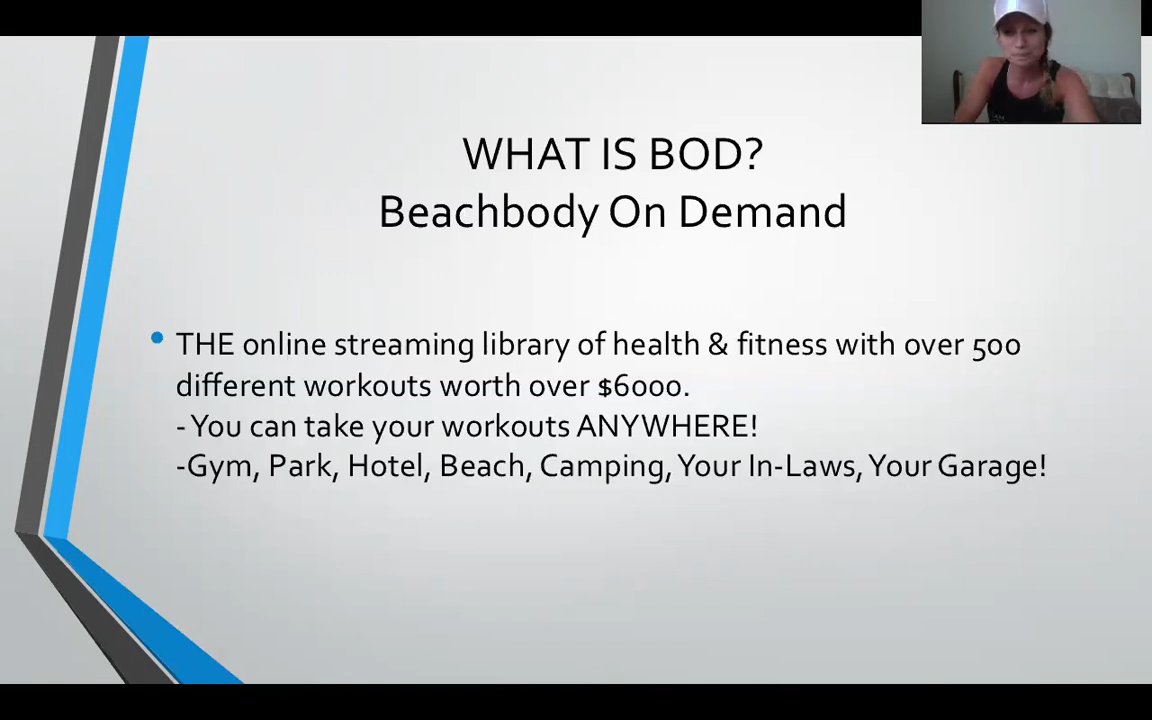 WHAT IS BOD?
Beachbody On Demand
• THE online streaming library of health & fitness with over 500
different workouts worth over $6000.
- You can take your workouts ANYWHERE!
-Gym, Park, Hotel, Beach, Camping, Your In-Laws, Your Garage!